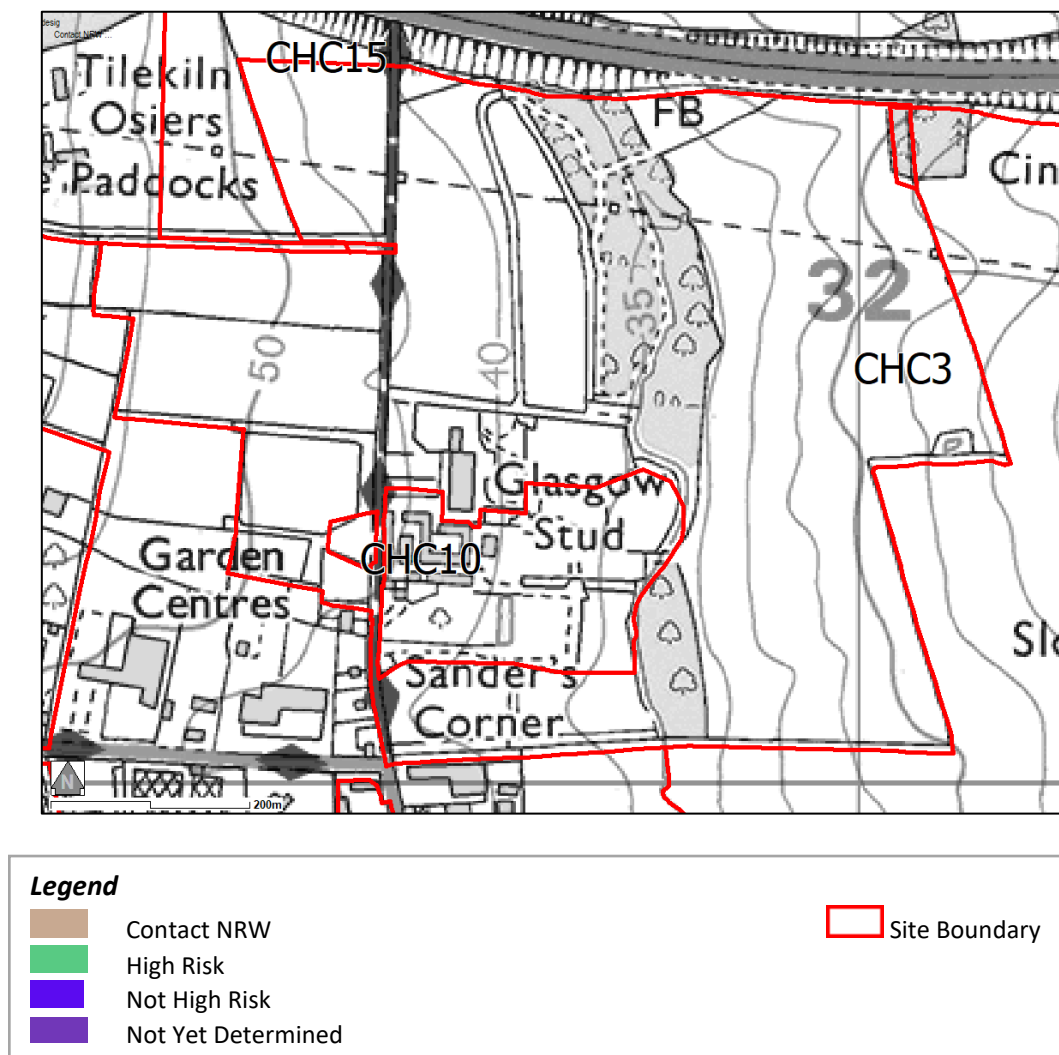 Contact NRW
CHC15
Tilekiln
Osiers
FB
Paddocks
Cin
32
35
50
40
CHC3
Glasgow
Stud
CHC10
Garden
Centres
Slo
Sander's
Corner
N
200m
Legend
Contact NRW
High Risk
Not High Risk
Not Yet Determined
Site Boundary